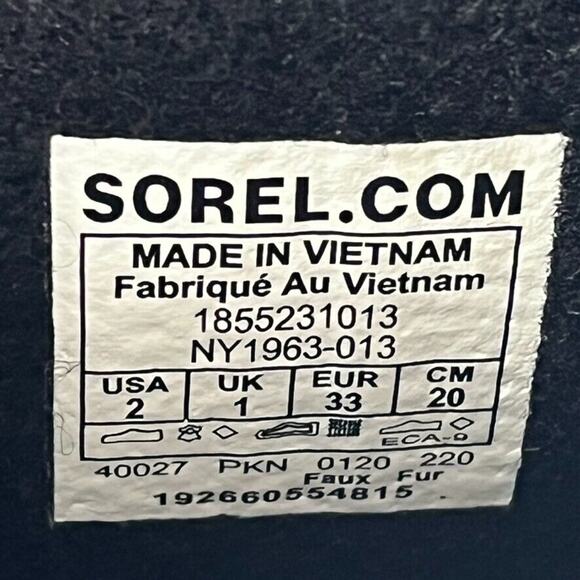 SOREL.COM
MADE IN VIETNAM
Fabriqué Au Vietnam
1855231013
NY1963-013
USA UK EUR CM
2 1 33 20
ECA-9
40027 PKN 0120 220
Faux Fur
192660554815